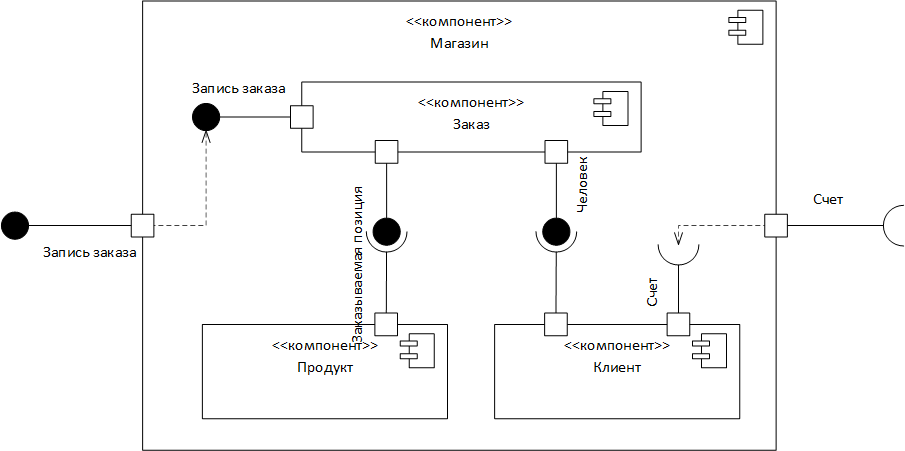 <<компонент>>
Магазин
Запись заказа
<<компонент>>
Заказ
Человек
Заказываемая позиция
Счет
Запись заказа
Счет
<<компонент>>
Продукт
<<компонент>>
Клиент